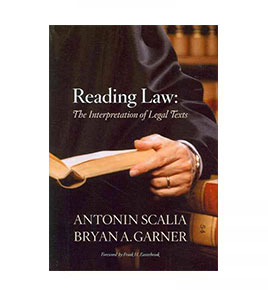 Reading Law:
The Interpretation of Legal Texts
ANTONIN SCALIA
BRYAN A. GARNER
Foreword by Frank H. Easterbrook